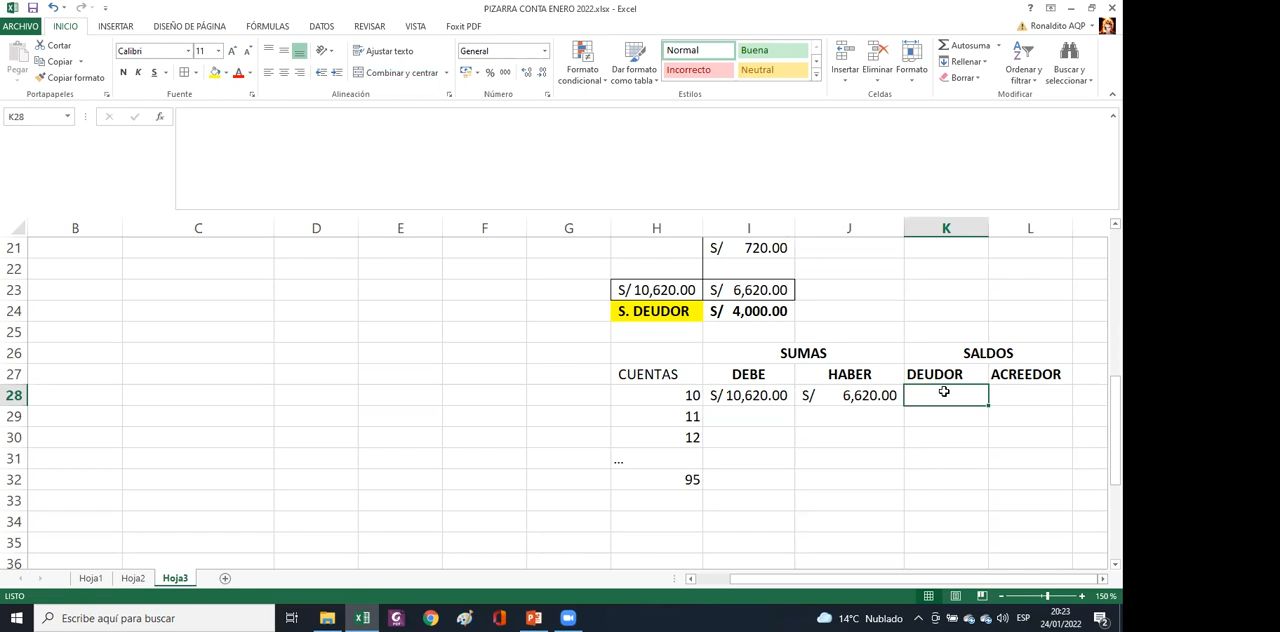 PIZARRA CONTA ENERO 2022.xlsx - Excel
ARCHIVO INICIO INSERTAR DISEÑO DE PÁGINA FÓRMULAS DATOS REVISAR VISTA Foxit PDF Ronaldito AQP
Pegar
Cortar
Copiar
Copiar formato
Portapapeles
Calibri 11
N K S
Fuente
Ajustar texto
Combinar y centrar
Alineación
General
% 000
Número
Formato condicional
Dar formato como tabla
Normal Buena
Incorrecto Neutral
Estilos
Insertar Eliminar Formato
Celdas
Autosuma
Rellenar
Borrar
Ordenar y filtrar
Buscar y seleccionar
Modificar
K28 fx
B C D E F G H I J K L
21 S/ 720.00
22
23 S/ 10,620.00 S/ 6,620.00
24 S. DEUDOR S/ 4,000.00
25
26 SUMAS SALDOS
27 CUENTAS DEBE HABER DEUDOR ACREEDOR
28 10 S/ 10,620.00 S/ 6,620.00
29 11
30 12
31 ...
32 95
33
34
35
36
Hoja1 Hoja2 Hoja3
LISTO 150 %
Escribe aquí para buscar
14°C Nublado ESP
20:23
24/01/2022
2